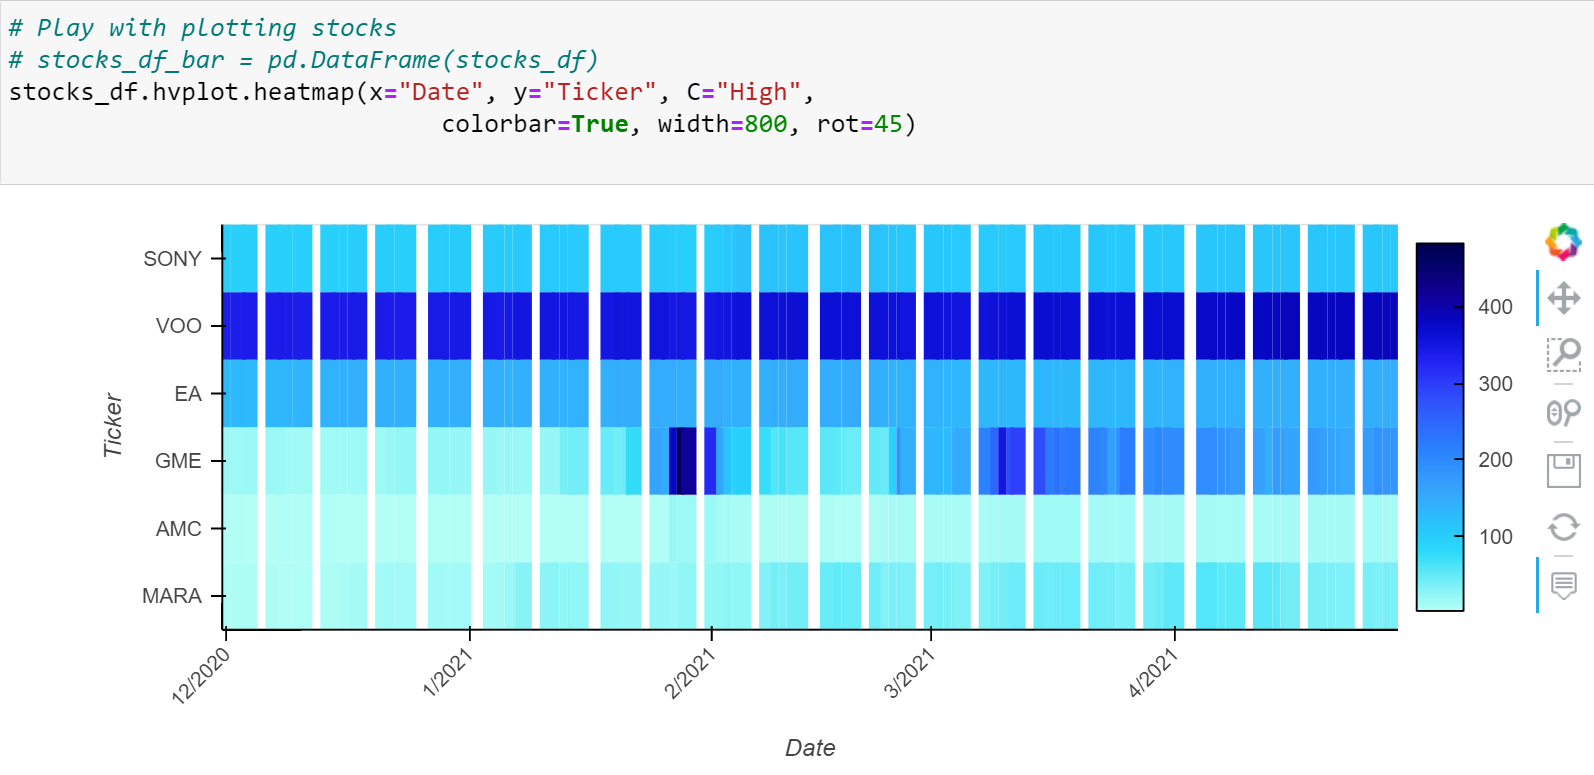 # Play with plotting stocks
# stocks_df_bar = pd.DataFrame(stocks_df)
stocks_df.hvplot.heatmap(x="Date", y="Ticker", C="High",
colorbar=True, width=800, rot=45)
SONY
VOO
EA
GME
AMC
MARA
Ticker
400
300
200
100
12/2020
1/2021
2/2021
3/2021
4/2021
Date